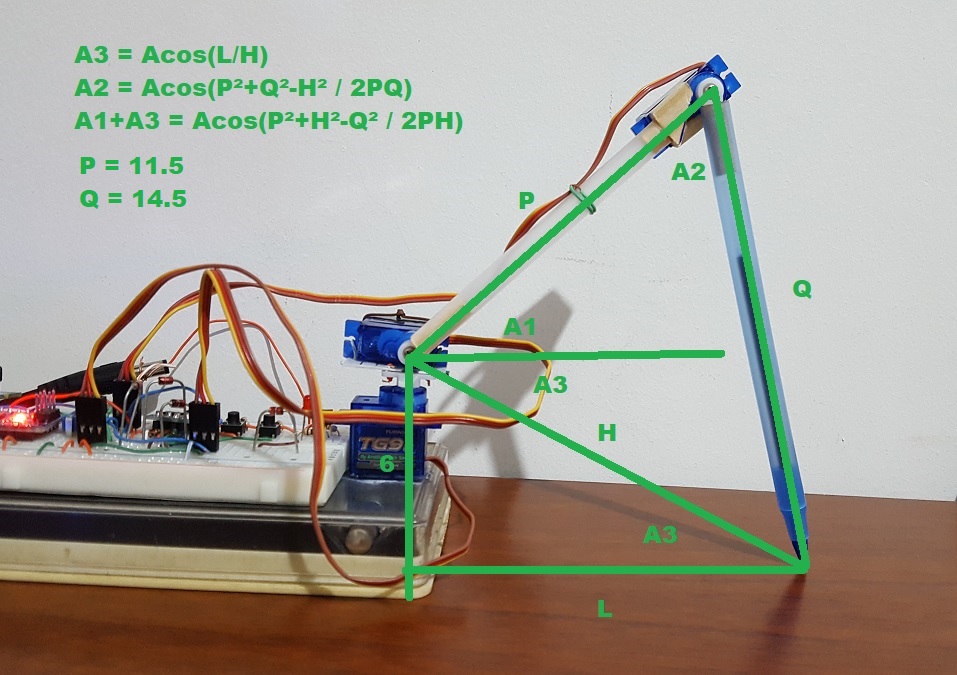 A3 = Acos(L/H)
A2 = Acos(P²+Q²-H² / 2PQ)
A1+A3 = Acos(P²+H²-Q² / 2PH)
P = 11.5
Q = 14.5
A2
P
Q
A1
A3
H
TG9
6
A3
L